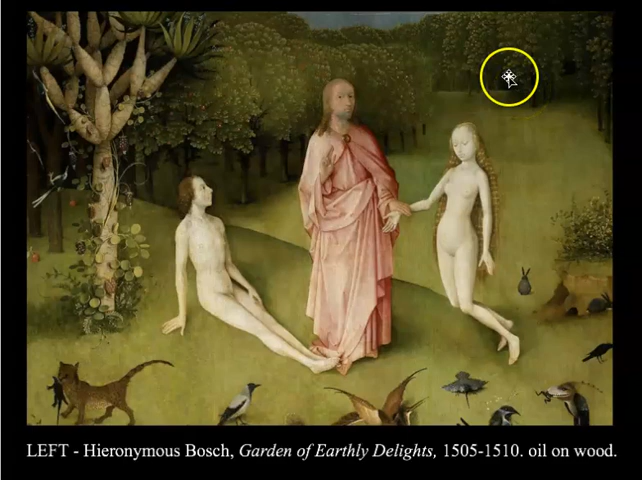 LEFT - Hieronymous Bosch, Garden of Earthly Delights, 1505-1510. oil on wood.